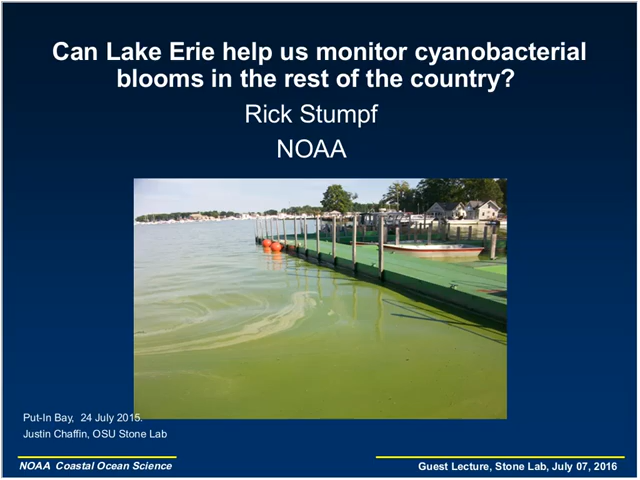 Can Lake Erie help us monitor cyanobacterial
blooms in the rest of the country?
Rick Stumpf
NOAA
Put-In Bay, 24 July 2015.
Justin Chaffin, OSU Stone Lab
NOAA Coastal Ocean Science
Guest Lecture, Stone Lab, July 07, 2016